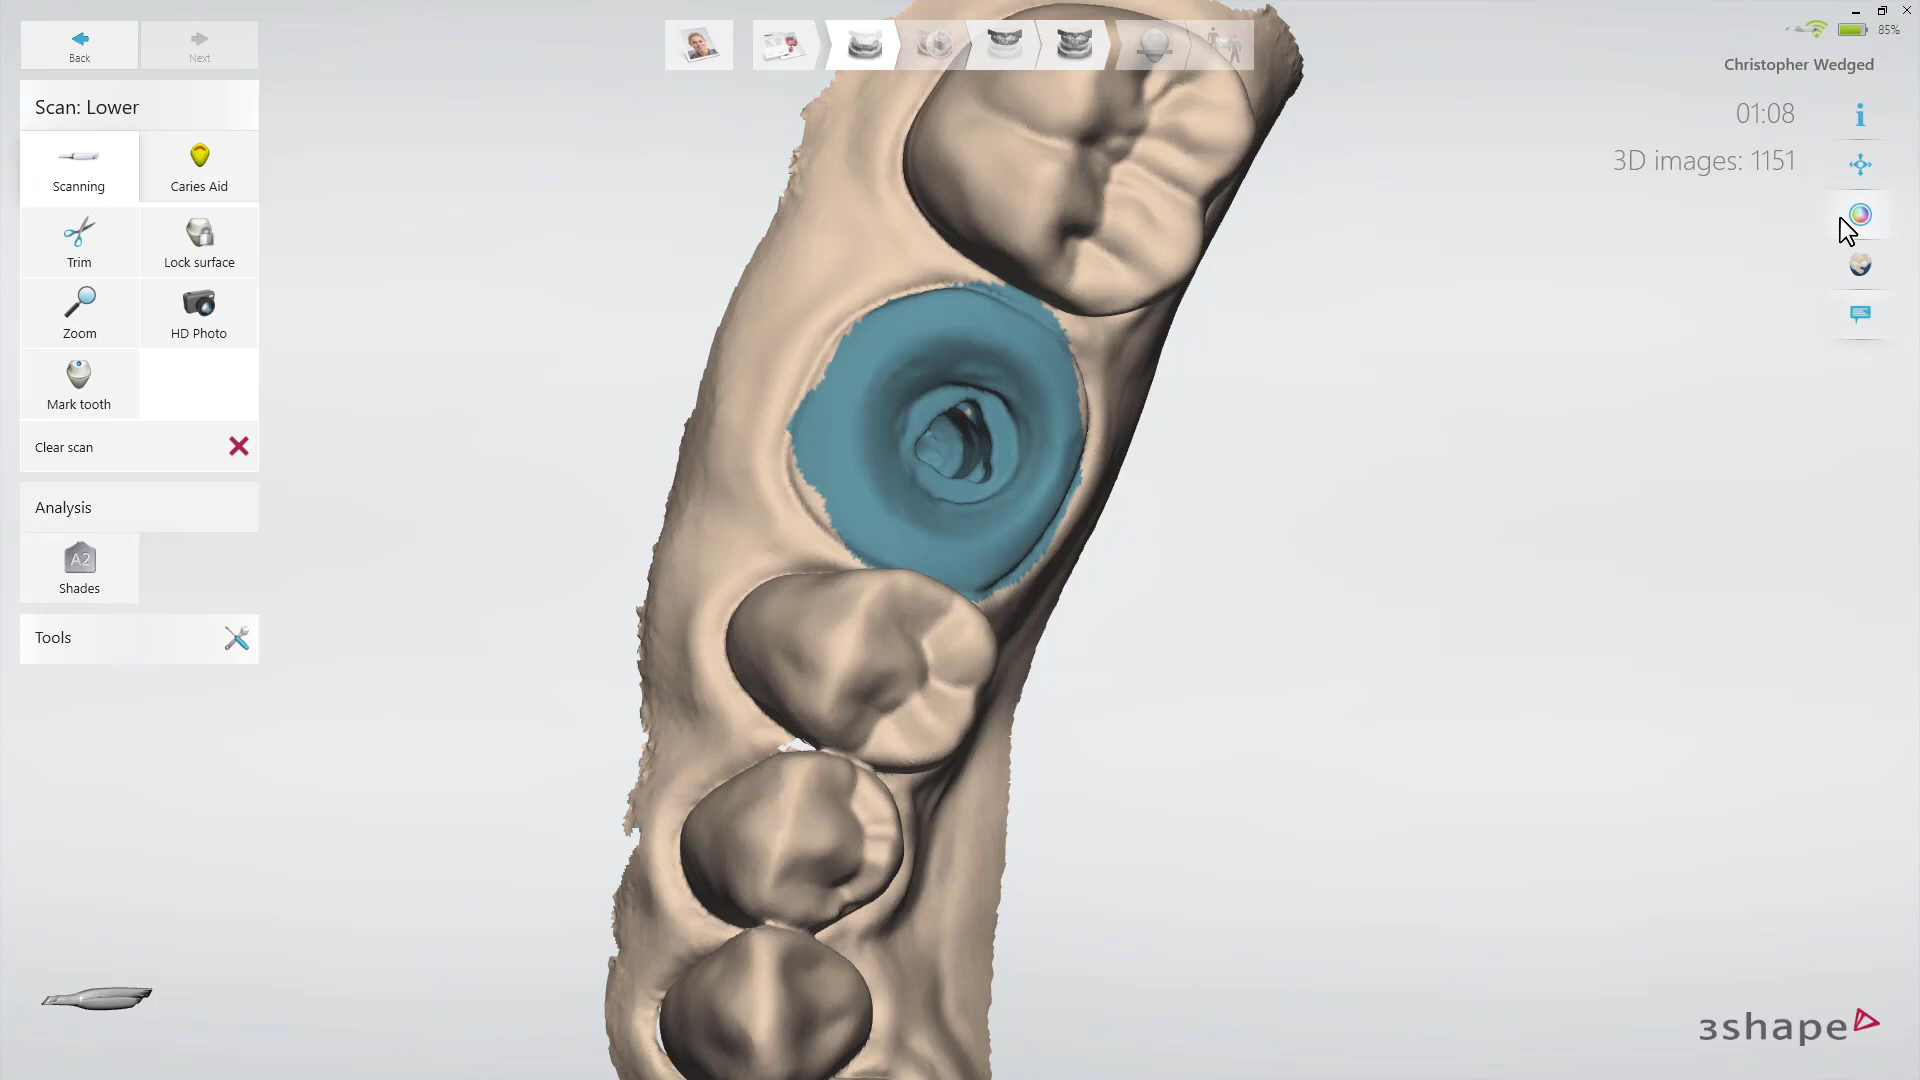 Back
Next
85%
Christopher Wedged
Scan: Lower
01:08
3D images: 1151
i
Scanning
Caries Aid
Trim
Lock surface
Zoom
HD Photo
Mark tooth
Clear scan
Analysis
A2
Shades
Tools
3shape